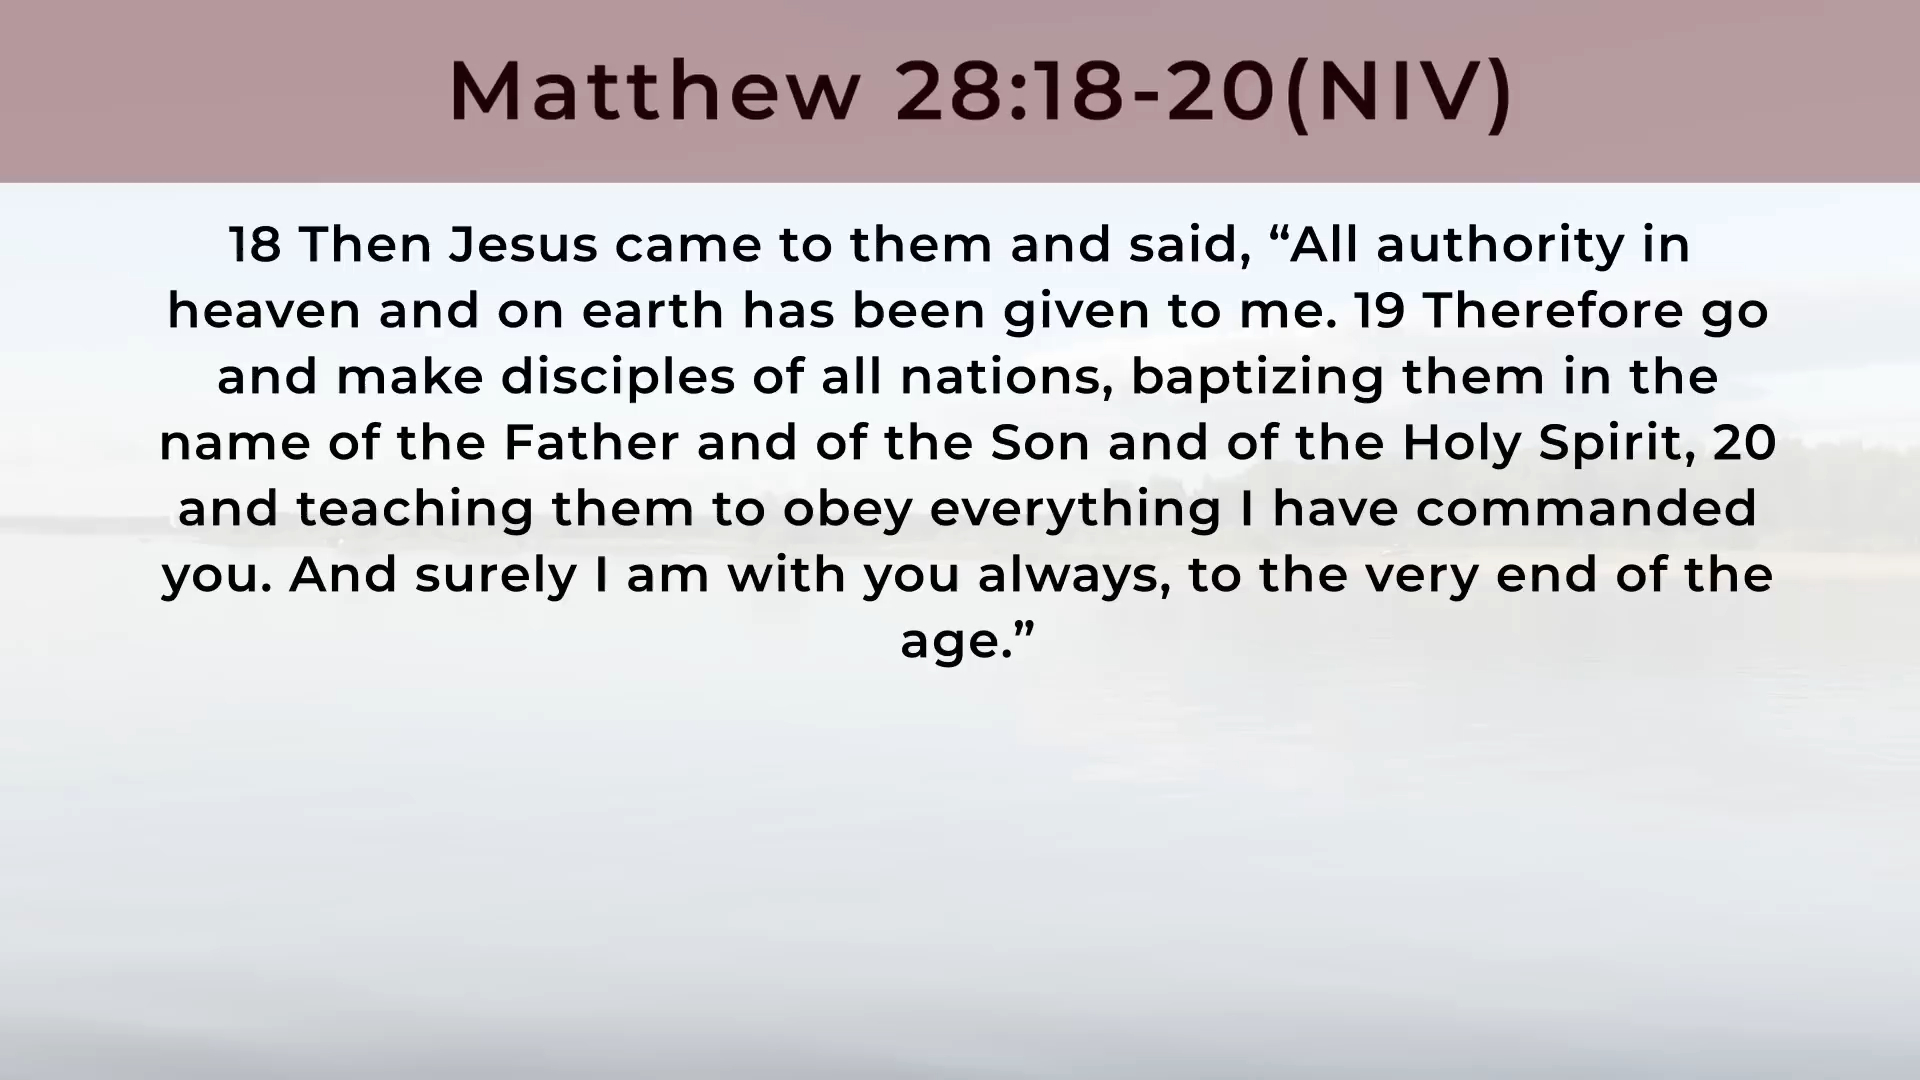 Matthew 28:18-20(NIV)
18 Then Jesus came to them and said, “All authority in
heaven and on earth has been given to me. 19 Therefore go
and make disciples of all nations, baptizing them in the
name of the Father and of the Son and of the Holy Spirit, 20
and teaching them to obey everything I have commanded
you. And surely I am with you always, to the very end of the
age.”